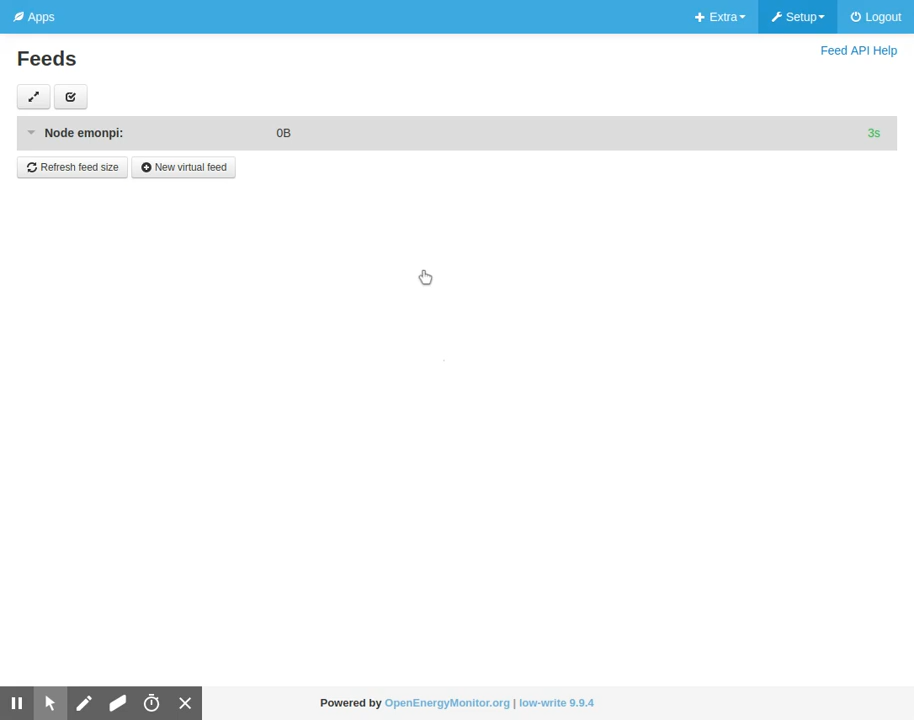 Apps
Extra
Setup
Logout
Feeds
Feed API Help
Node emonpi:
0B
3s
Refresh feed size
New virtual feed
Powered by OpenEnergyMonitor.org | low-write 9.9.4